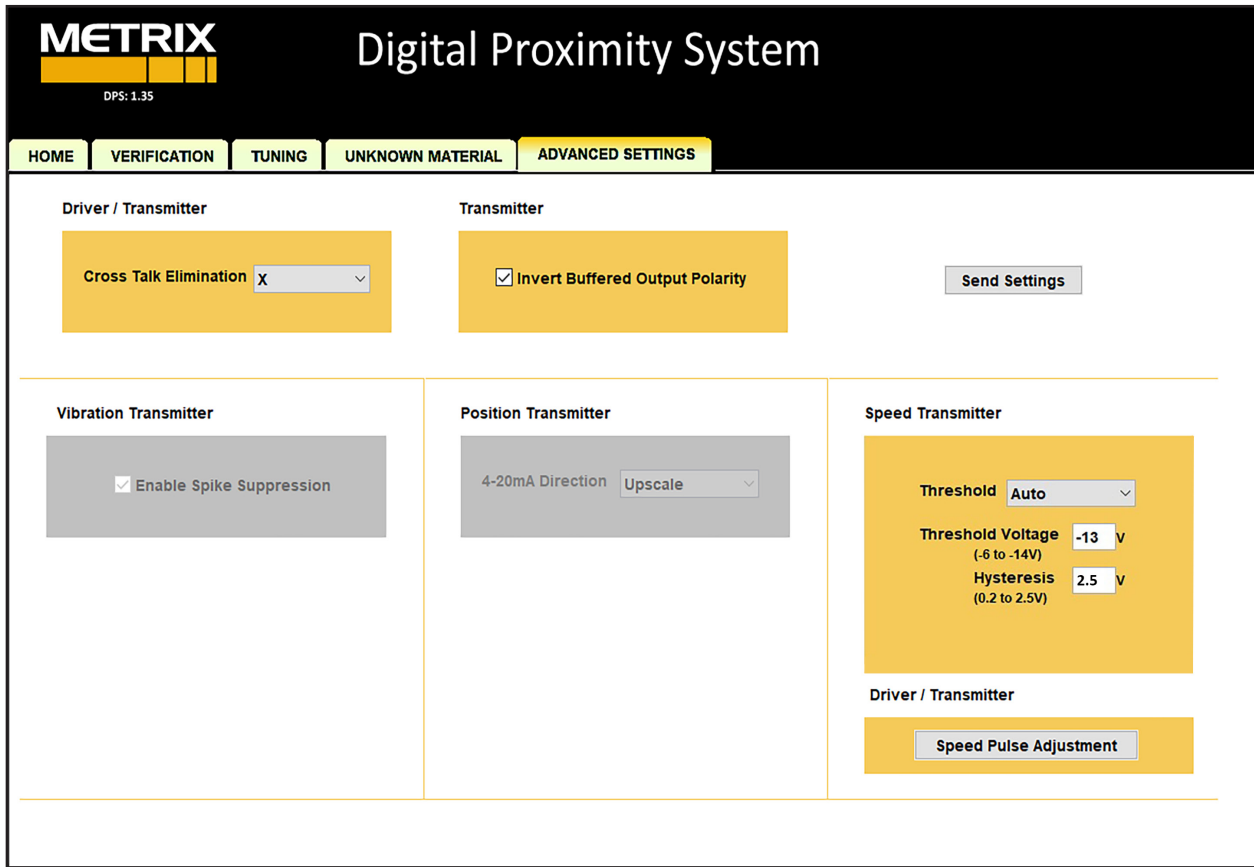 METRIX
Digital Proximity System
DPS: 1.35
HOME VERIFICATION TUNING UNKNOWN MATERIAL ADVANCED SETTINGS
Driver / Transmitter
Cross Talk Elimination X
Transmitter
Invert Buffered Output Polarity
Send Settings
Vibration Transmitter
Enable Spike Suppression
Position Transmitter
4-20mA Direction Upscale
Speed Transmitter
Threshold Auto
Threshold Voltage -13 V
(-6 to -14V)
Hysteresis 2.5 V
(0.2 to 2.5V)
Driver / Transmitter
Speed Pulse Adjustment